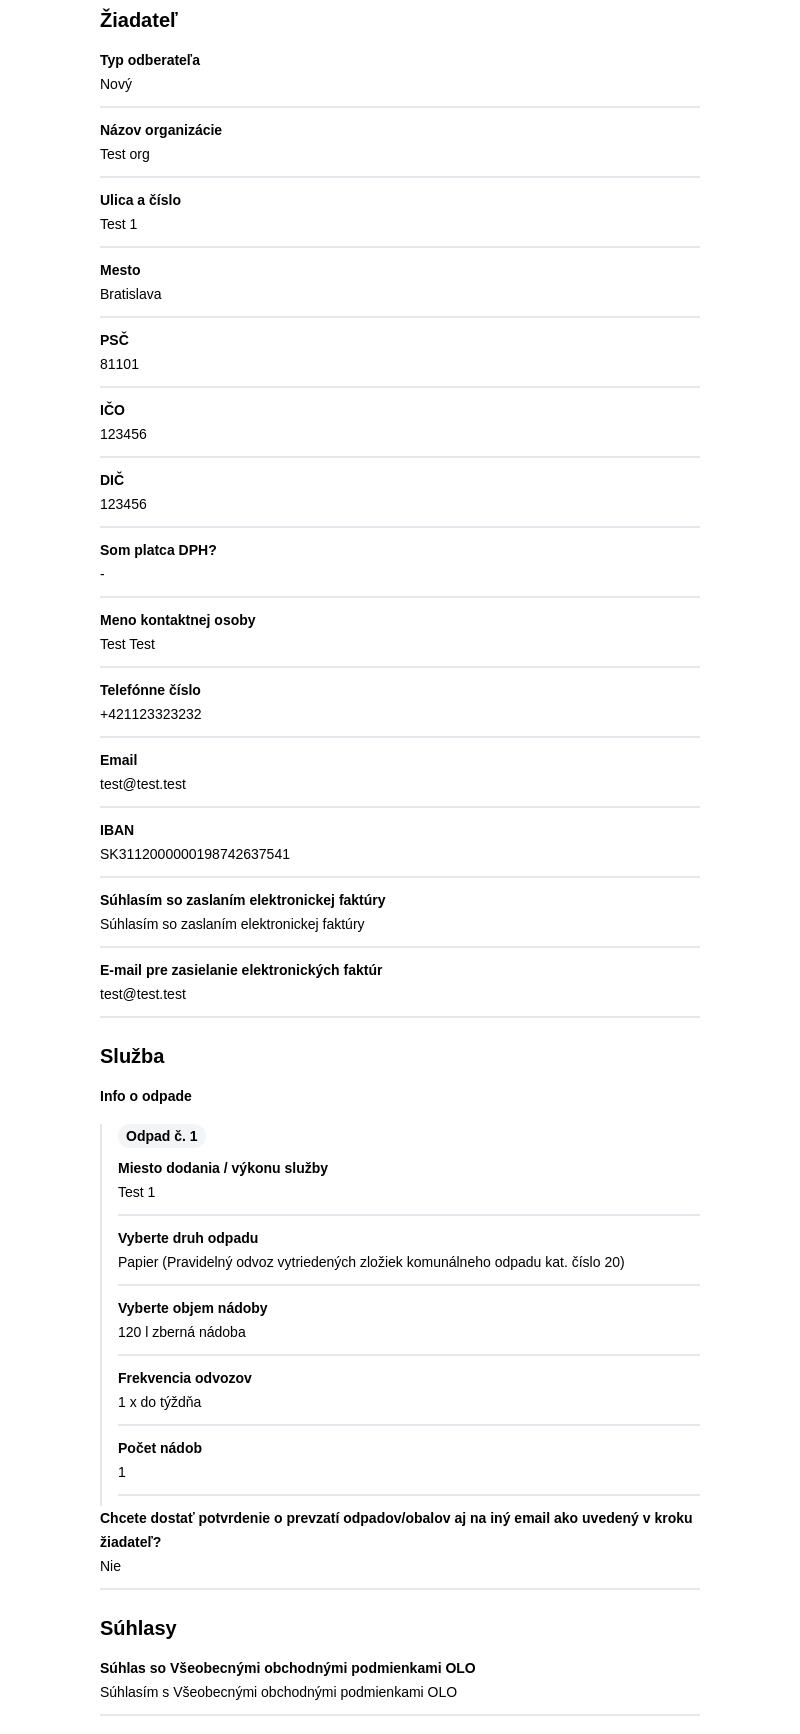 Žiadateľ
Typ odberateľa
Nový
Názov organizácie
Test org
Ulica a číslo
Test 1
Mesto
Bratislava
PSČ
81101
IČO
123456
DIČ
123456
Som platca DPH?
-
Meno kontaktnej osoby
Test Test
Telefónne číslo
+421123323232
Email
test@test.test
IBAN
SK3112000000198742637541
Súhlasím so zaslaním elektronickej faktúry
Súhlasím so zaslaním elektronickej faktúry
E-mail pre zasielanie elektronických faktúr
test@test.test
Služba
Info o odpade
Odpad č. 1
Miesto dodania / výkonu služby
Test 1
Vyberte druh odpadu
Papier (Pravidelný odvoz vytriedených zložiek komunálneho odpadu kat. číslo 20)
Vyberte objem nádoby
120 l zberná nádoba
Frekvencia odvozov
1 x do týždňa
Počet nádob
1
Chcete dostať potvrdenie o prevzatí odpadov/obalov aj na iný email ako uvedený v kroku
žiadateľ?
Nie
Súhlasy
Súhlas so Všeobecnými obchodnými podmienkami OLO
Súhlasím s Všeobecnými obchodnými podmienkami OLO